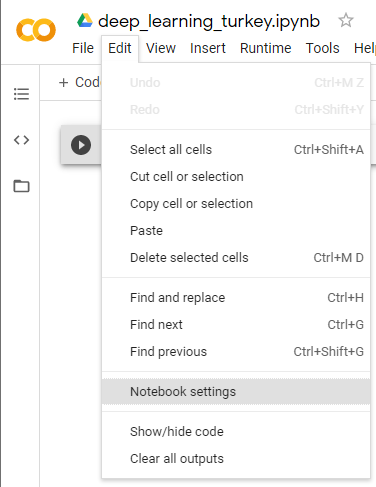 CO
deep_learning_turkey.ipynb
File Edit View Insert Runtime Tools Hel
+ Cod
Undo Ctrl+M Z
Redo Ctrl+Shift+Y
Select all cells Ctrl+Shift+A
Cut cell or selection
Copy cell or selection
Paste
Delete selected cells Ctrl+M D
Find and replace Ctrl+H
Find next Ctrl+G
Find previous Ctrl+Shift+G
Notebook settings
Show/hide code
Clear all outputs